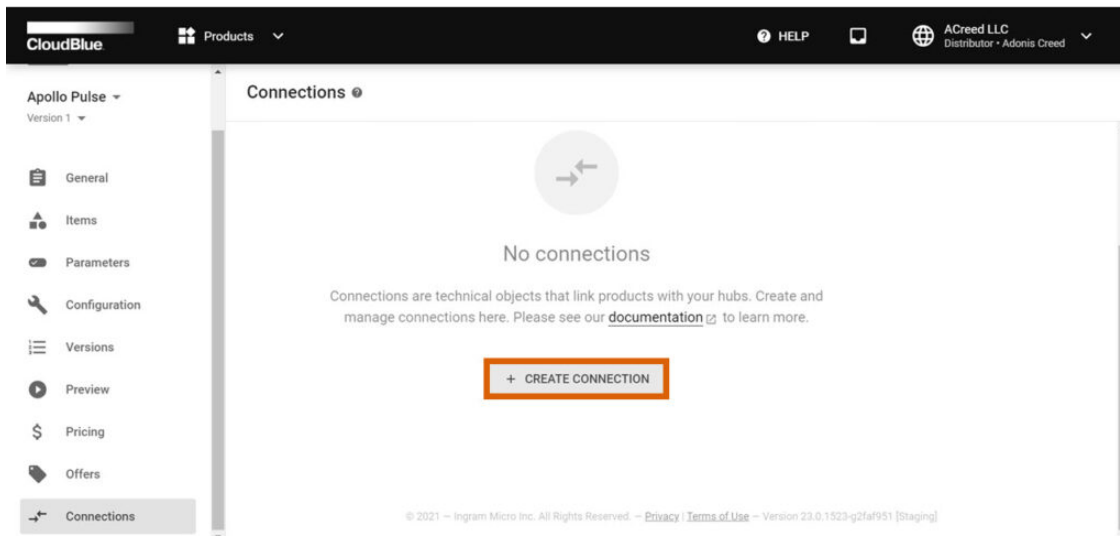 CloudBlue
Products
HELP
ACreed LLC
Distributor • Adonis Creed
Apollo Pulse
Version 1
General
Items
Parameters
Configuration
Versions
Preview
Pricing
Offers
Connections
Connections
No connections
Connections are technical objects that link products with your hubs. Create and
manage connections here. Please see our documentation to learn more.
+ CREATE CONNECTION
© 2021 – Ingram Micro Inc. All Rights Reserved. – Privacy | Terms of Use – Version 23.0.1523-g2faf951 [Staging]